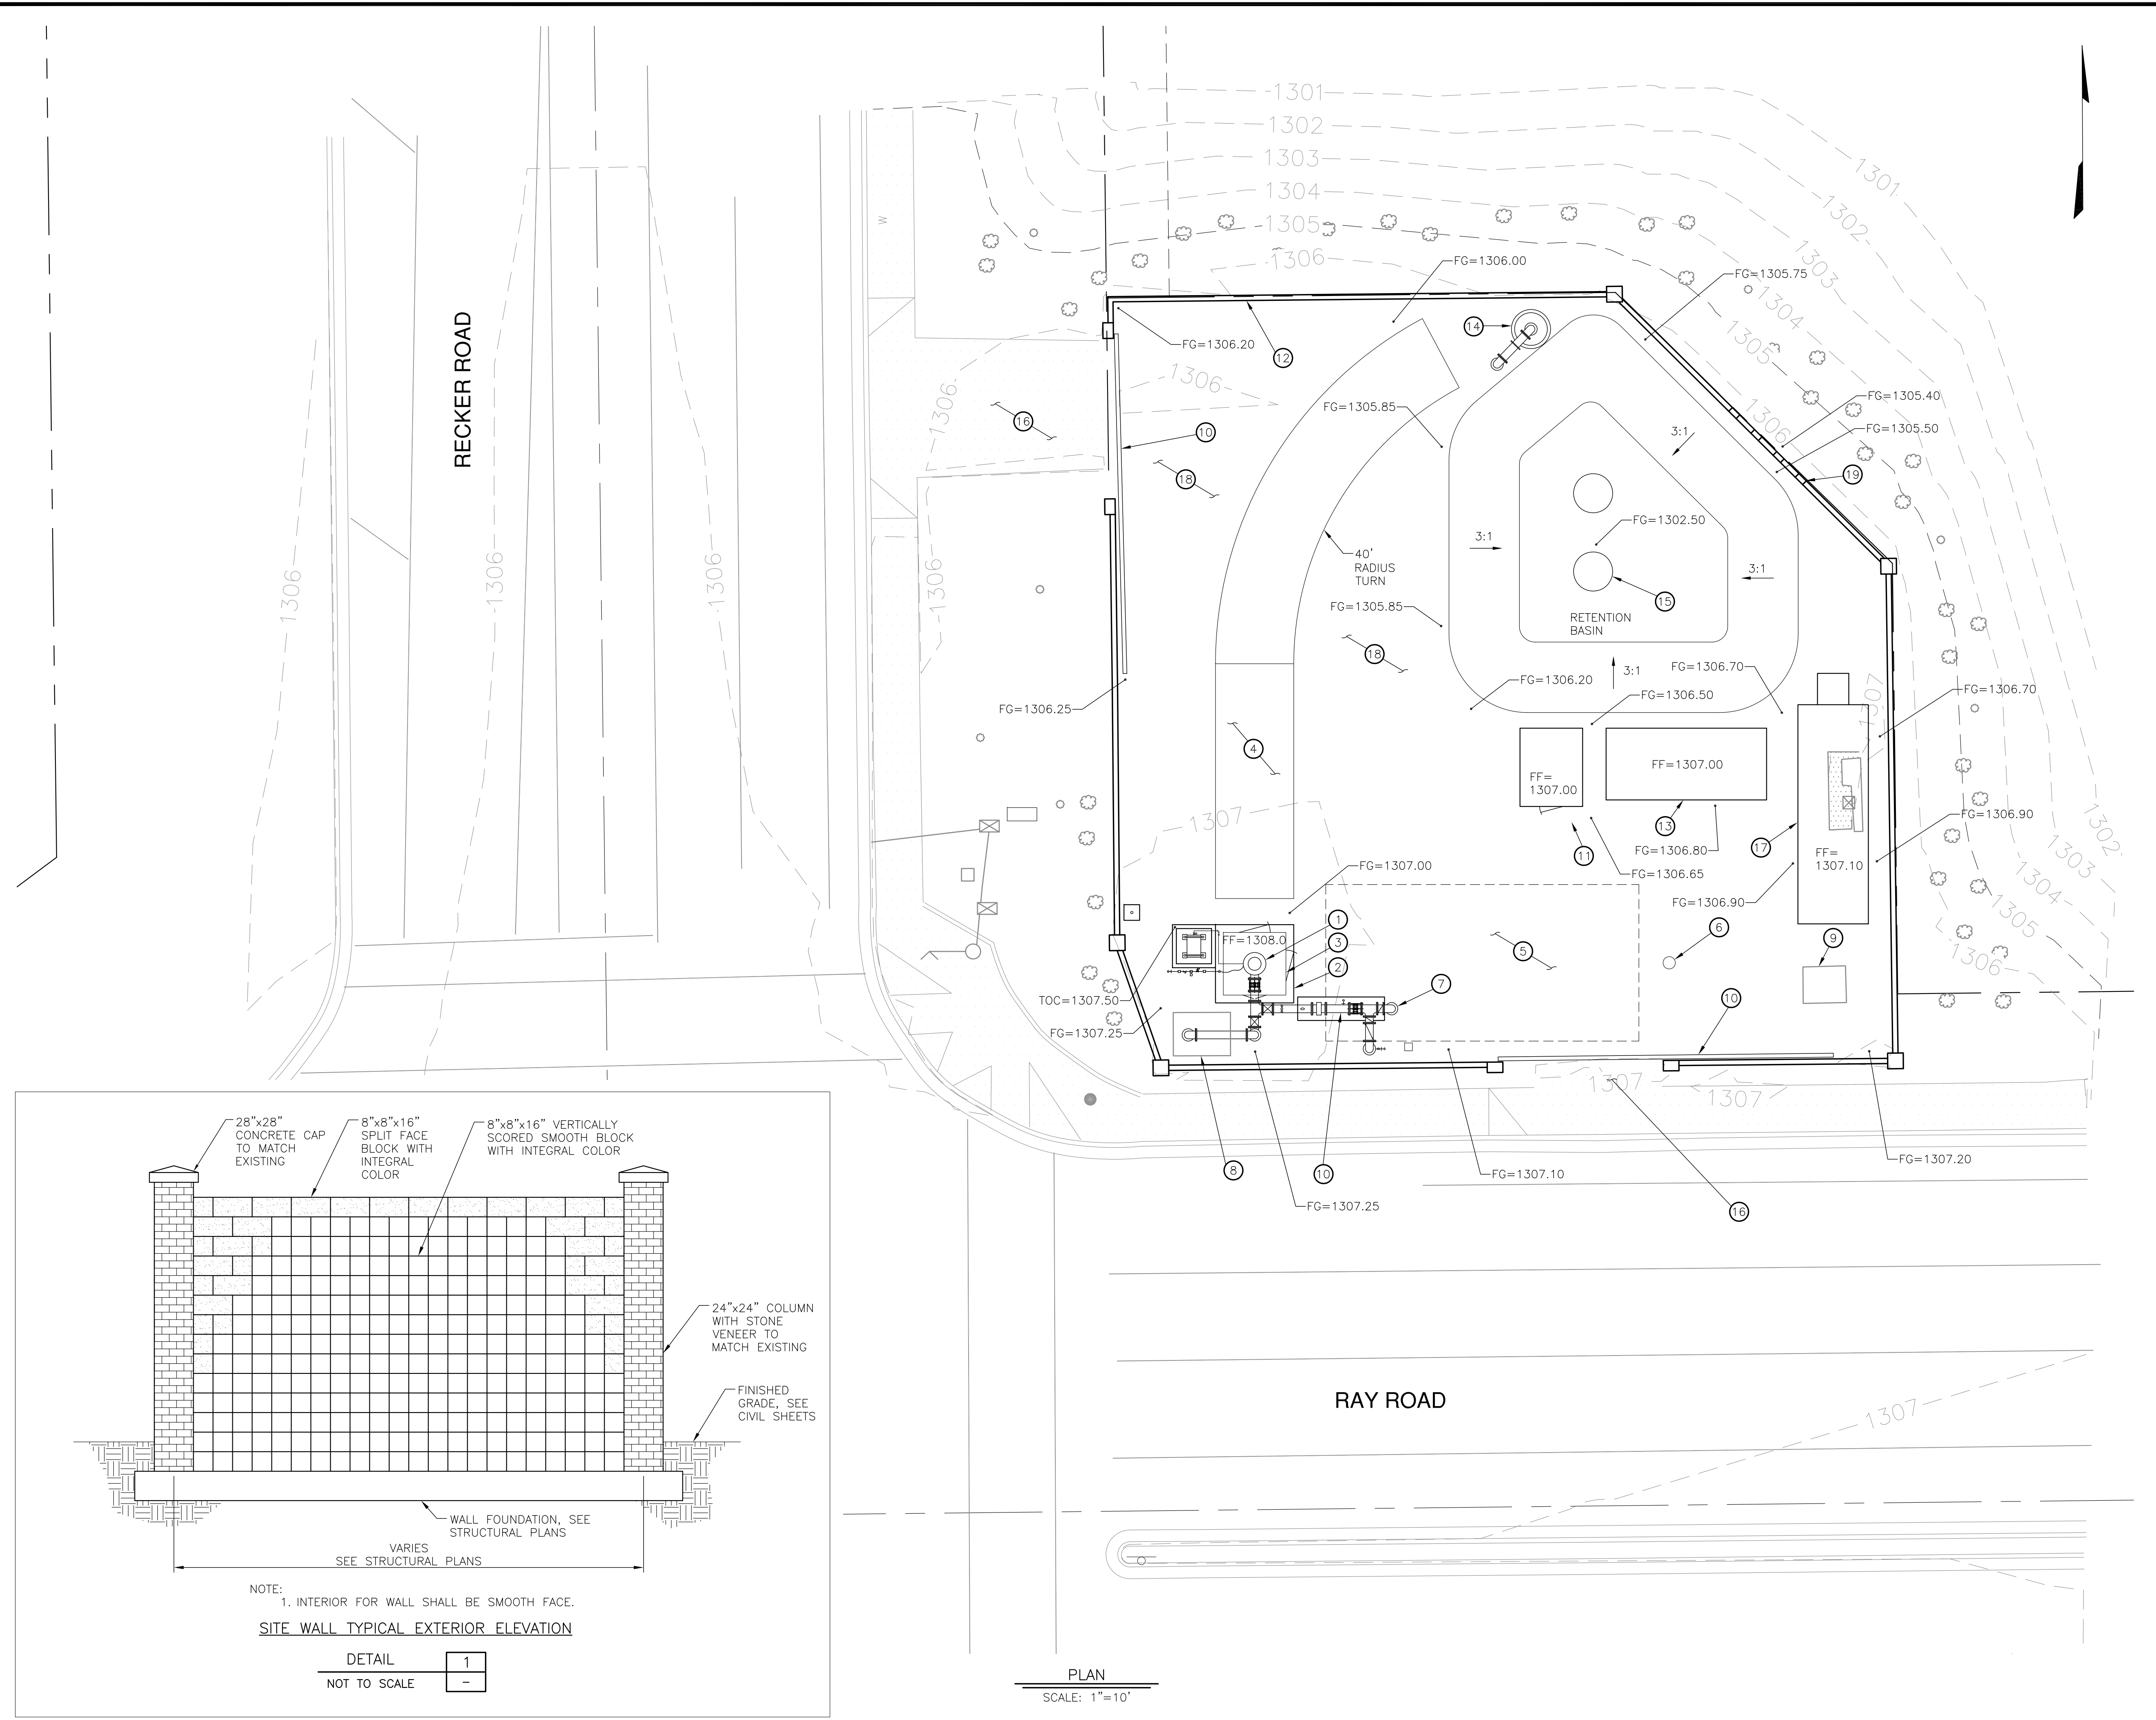 1301
1302
1303
1304
1305
1306
1301
1302
1303
1304
1305
1306
W
RECKER ROAD
FG=1306.00
FG=1305.75
FG=1306.20
14
12
FG=1305.85
FG=1305.40
FG=1305.50
1306
1306
16
10
18
3:1
19
FG=1302.50
3:1
3:1
40'
RADIUS
TURN
15
1306
1306
1306
1306
FG=1305.85
RETENTION
BASIN
18
3:1
FG=1306.70
FG=1306.20
FG=1306.50
FG=1306.70
FG=1306.25
1307
4
FF=1307.00
FF=
1307.00
1307
13
FG=1306.90
11
FG=1306.80
17
FF=
1307.10
1302
1303
1304
1305
1306
FG=1307.00
FG=1306.65
FG=1306.90
1
FF=1308.0
3
5
6
9
2
7
TOC=1307.50
FG=1307.25
10
1307
1307
8
10
FG=1307.10
FG=1307.20
FG=1307.25
16
28"x28"
CONCRETE CAP
TO MATCH
EXISTING
8"x8"x16"
SPLIT FACE
BLOCK WITH
INTEGRAL
COLOR
8"x8"x16" VERTICALLY
SCORED SMOOTH BLOCK
WITH INTEGRAL COLOR
24"x24" COLUMN
WITH STONE
VENEER TO
MATCH EXISTING
FINISHED
GRADE, SEE
CIVIL SHEETS
WALL FOUNDATION, SEE
STRUCTURAL PLANS
VARIES
SEE STRUCTURAL PLANS
NOTE:
1. INTERIOR FOR WALL SHALL BE SMOOTH FACE.
SITE WALL TYPICAL EXTERIOR ELEVATION
DETAIL
1
NOT TO SCALE
-
RAY ROAD
1307
PLAN
SCALE: 1"=10'